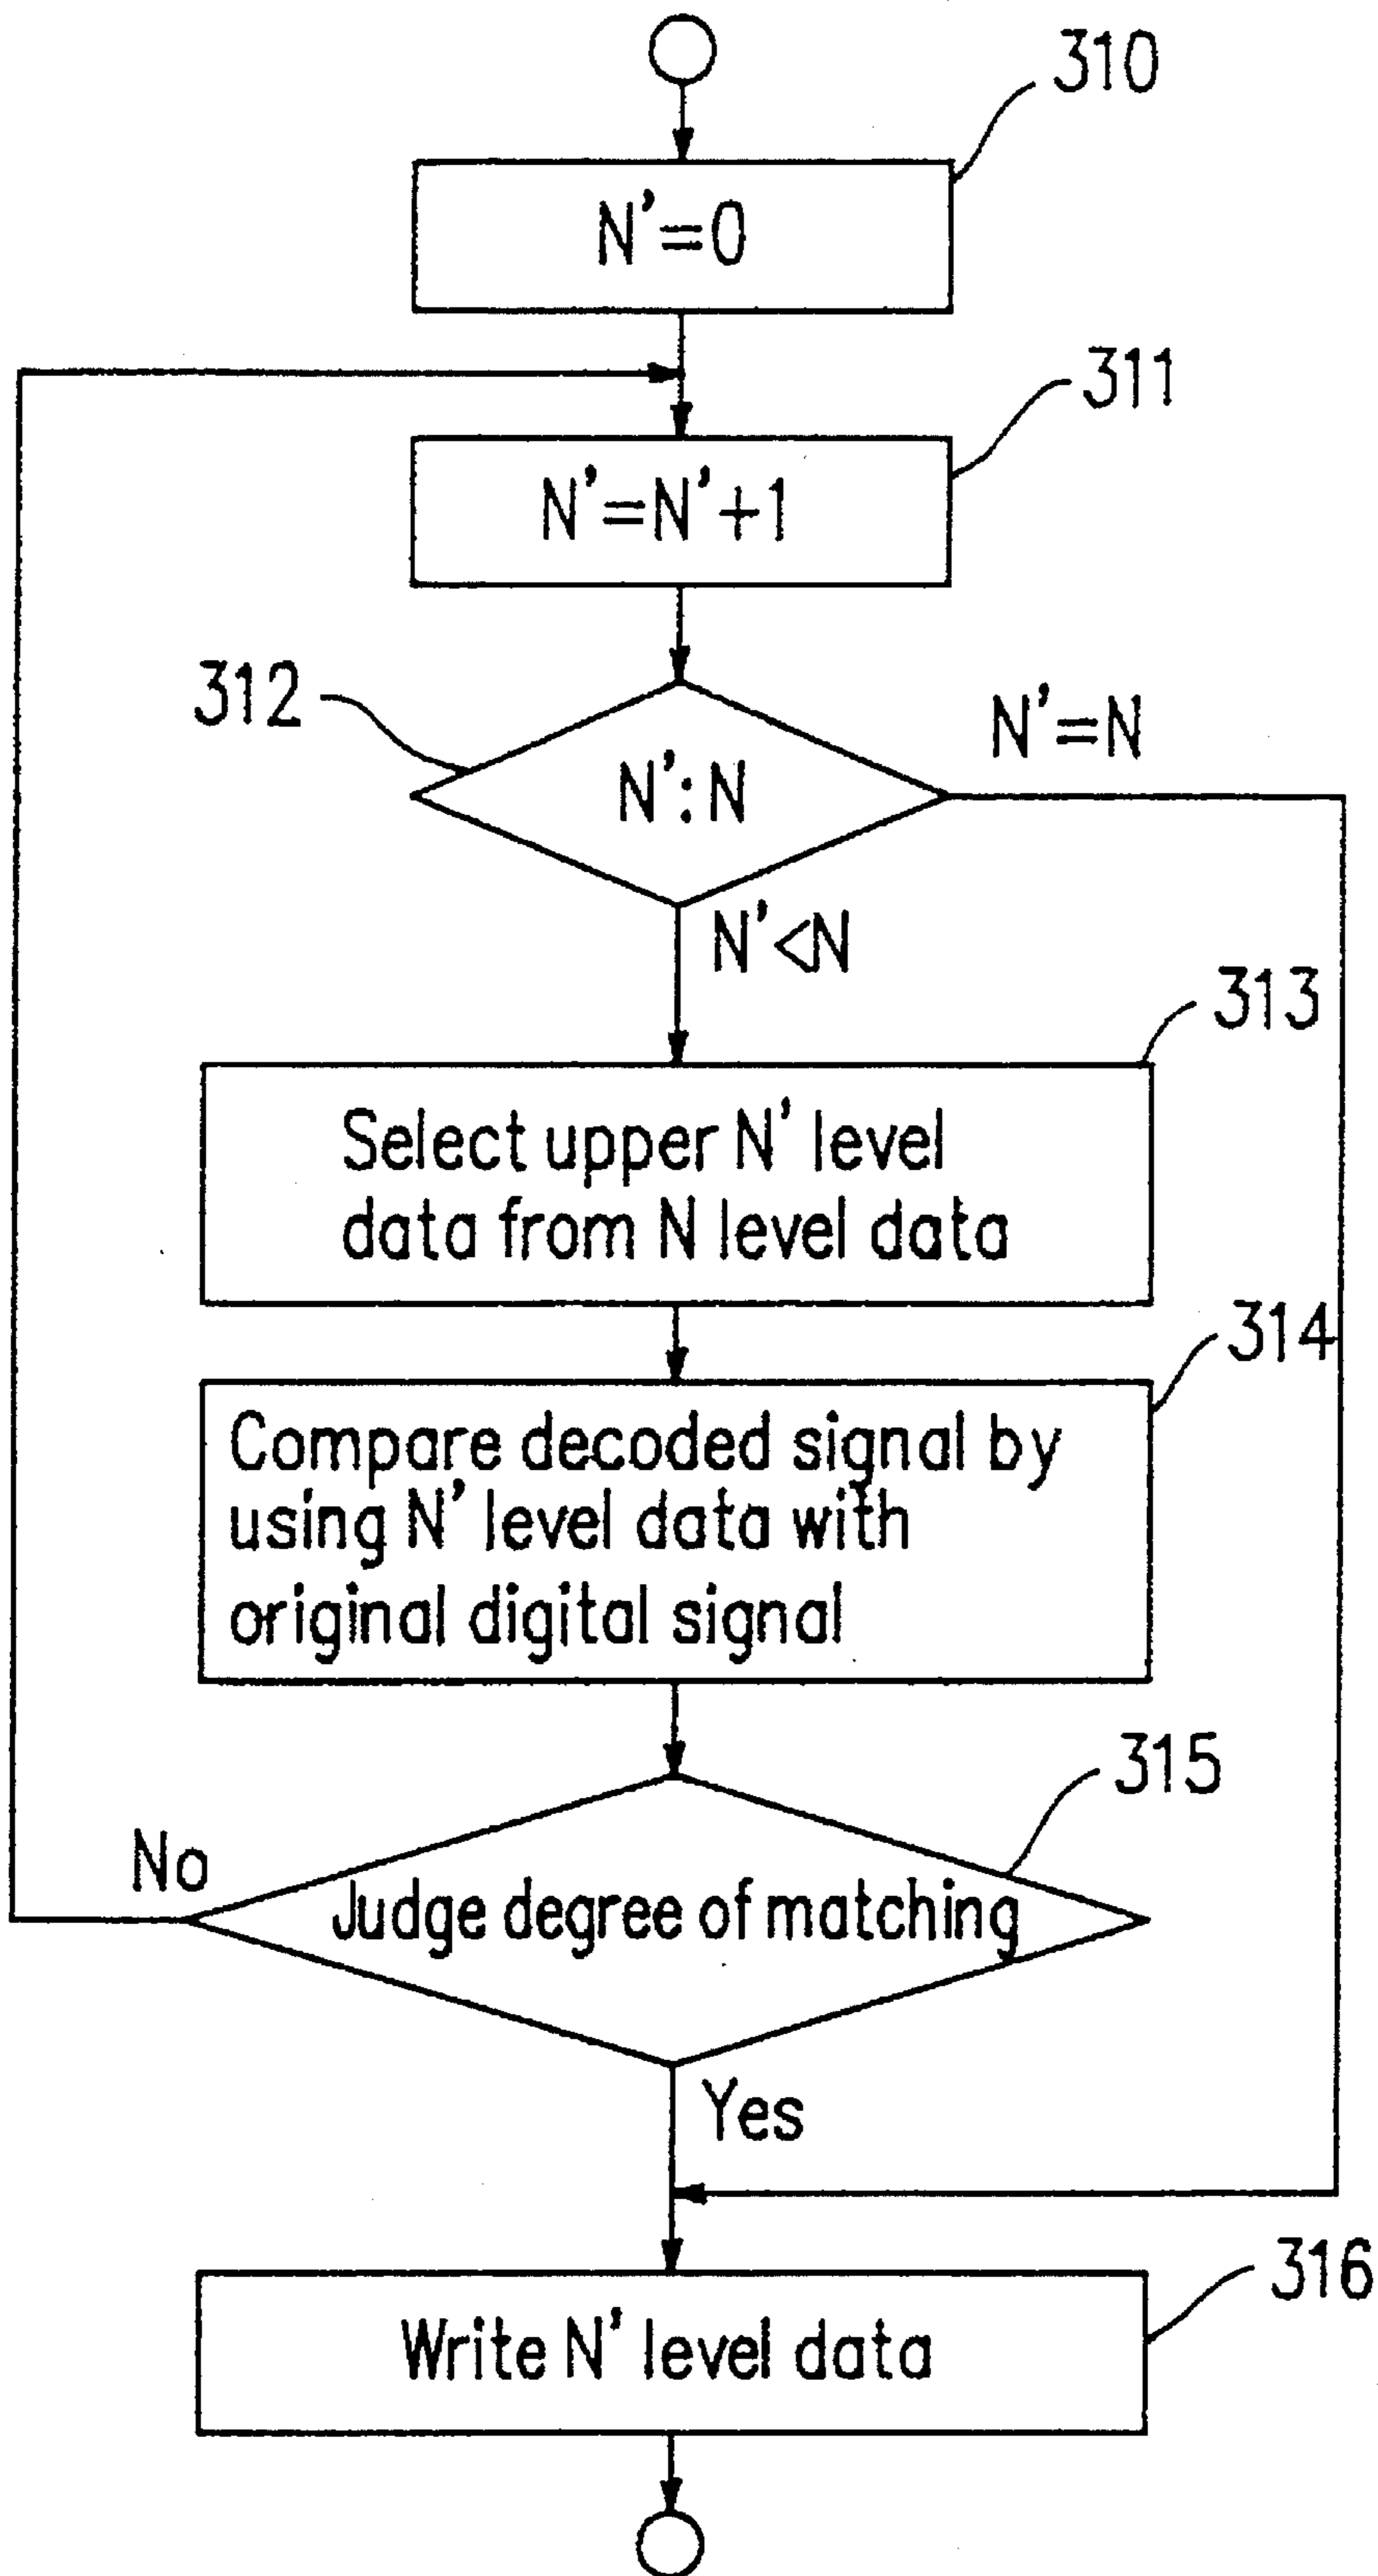 310
N'=0
311
N'=N'+1
312
N'=N
N':N
N'<N
313
Select upper N' level
data from N level data
314
Compare decoded signal by
using N' level data with
original digital signal
315
No
Judge degree of matching
Yes
316
Write N' level data